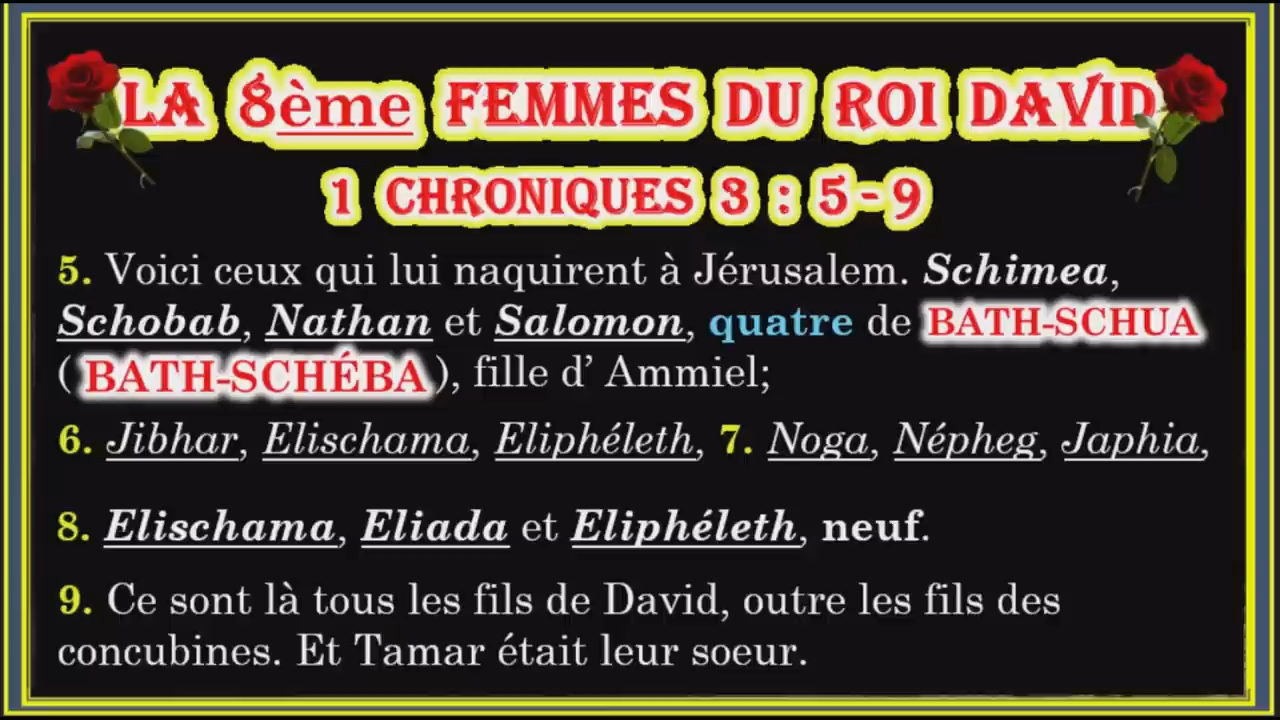 LA 8ème FEMMES DU ROI DAVID
1 CHRONIQUES 3 : 5-9
5. Voici ceux qui lui naquirent à Jérusalem. Schimea,
Schobab, Nathan et Salomon, quatre de BATH-SCHUA
( BATH-SCHÉBA ), fille d’ Ammiel;
6. Jibhar, Elischama, Eliphéleth, 7. Noga, Népheg, Japhia,
8. Elischama, Eliada et Eliphéleth, neuf.
9. Ce sont là tous les fils de David, outre les fils des
concubines. Et Tamar était leur soeur.